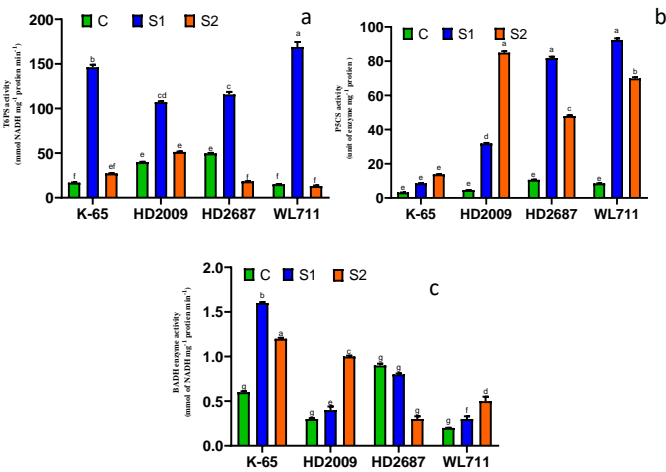 a
C S1 S2
T6PS activity
(mmol NADH mg-1 protien min-1)
200
150
100
50
0
f b ef
e cd e
e c f
f a f
K-65 HD2009 HD2687 WL711
b
C S1 S2
P5CS activity
(unit of enzyme mg-1 protien)
100
80
60
40
20
0
e e e
e d a
e a c
e a b
K-65 HD2009 HD2687 WL711
c
C S1 S2
BADH enzyme activity
(mmol of NADH mg-1 protien min-1)
2.0
1.5
1.0
0.5
0.0
g b a
g e c
g g g
g f d
K-65 HD2009 HD2687 WL711